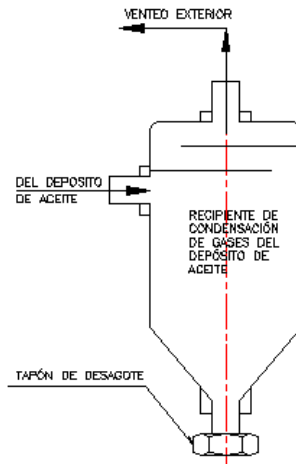 VENTEO EXTERIOR
DEL DEPOSITO
DE ACEITE
RECIPIENTE DE
CONDENSACIÓN
DE GASES DEL
DEPÓSITO DE
ACEITE
TAPÓN DE DESAGOTE